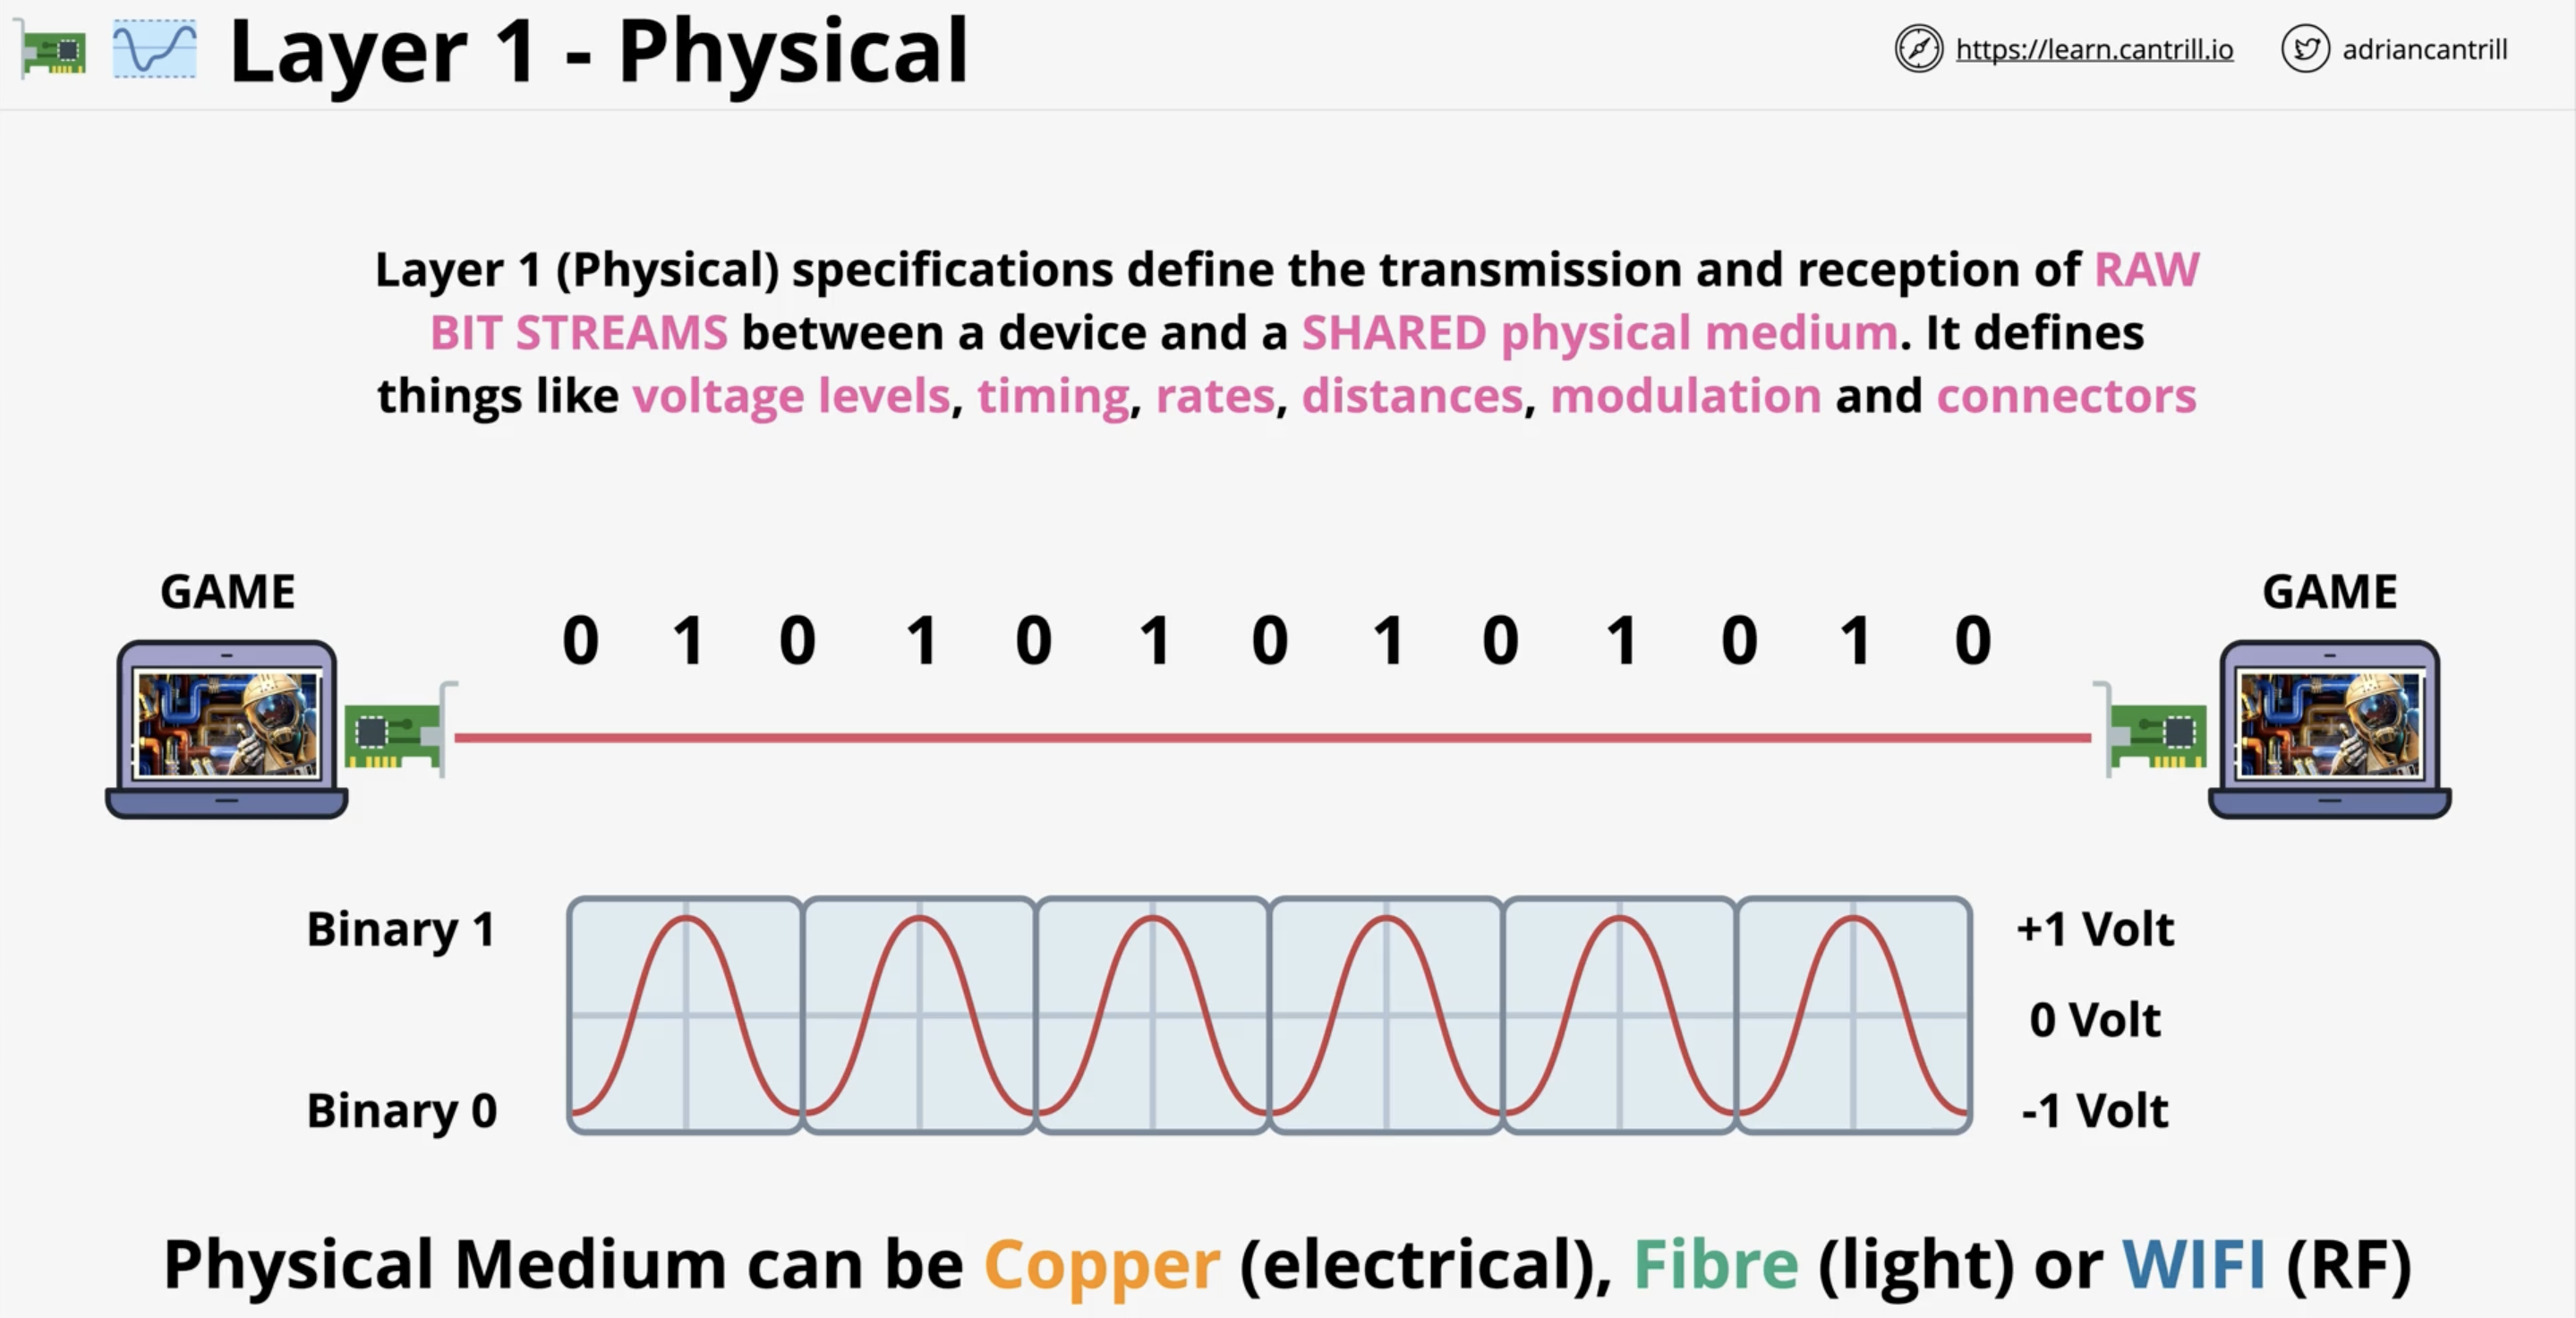 Layer 1 - Physical
https://learn.cantrill.io
adriancantrill
Layer 1 (Physical) specifications define the transmission and reception of RAW
BIT STREAMS between a device and a SHARED physical medium. It defines
things like voltage levels, timing, rates, distances, modulation and connectors
GAME
GAME
0 1 0 1 0 1 0 1 0 1 0 1 0
Binary 1
+1 Volt
0 Volt
Binary 0
-1 Volt
Physical Medium can be Copper (electrical), Fibre (light) or WIFI (RF)